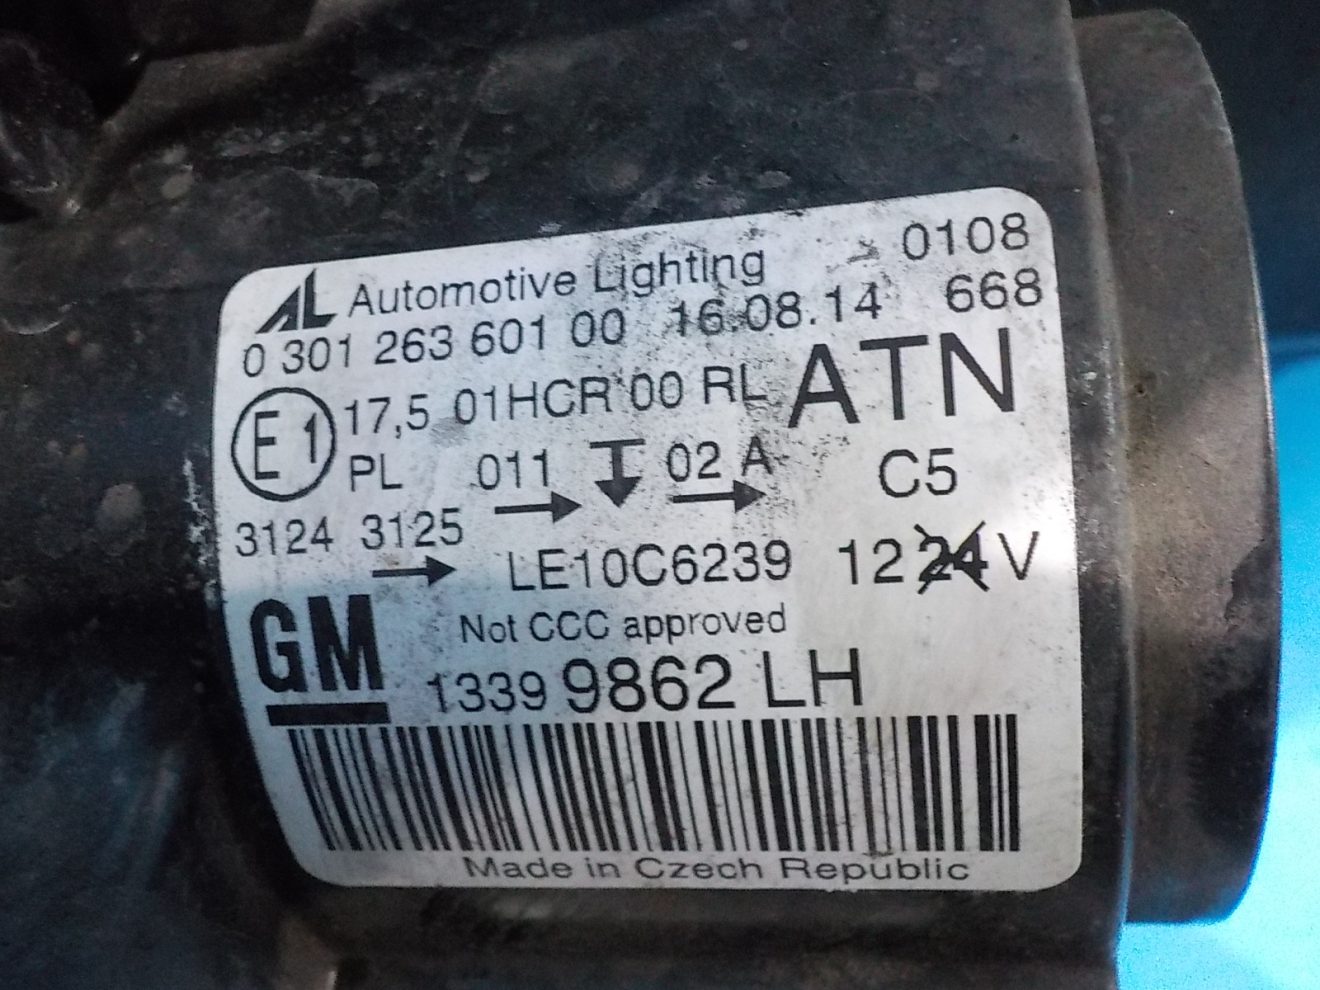 AL Automotive Lighting 0108
0 301 263 601 00 16.08.14 668
E1 17,5 01HCR 00 RL ATN
PL 011 02 A C5
3124 3125
LE10C6239 12 24 V
GM Not CCC approved
1339 9862 LH
Made in Czech Republic